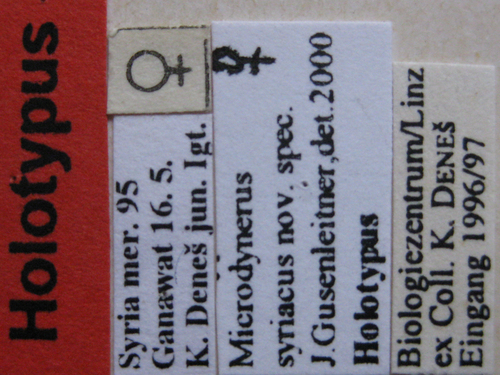 Holotypus
♀
Syria mer. 95
Ganawat 16. 5.
K. Deneš jun. lgt.
♀
Microdynerus
syriacus nov. spec.
J.Gusenleitner,det.2000
Holotypus
Biologiezentrum/Linz
ex Coll. K. DENEŠ
Eingang 1996/97